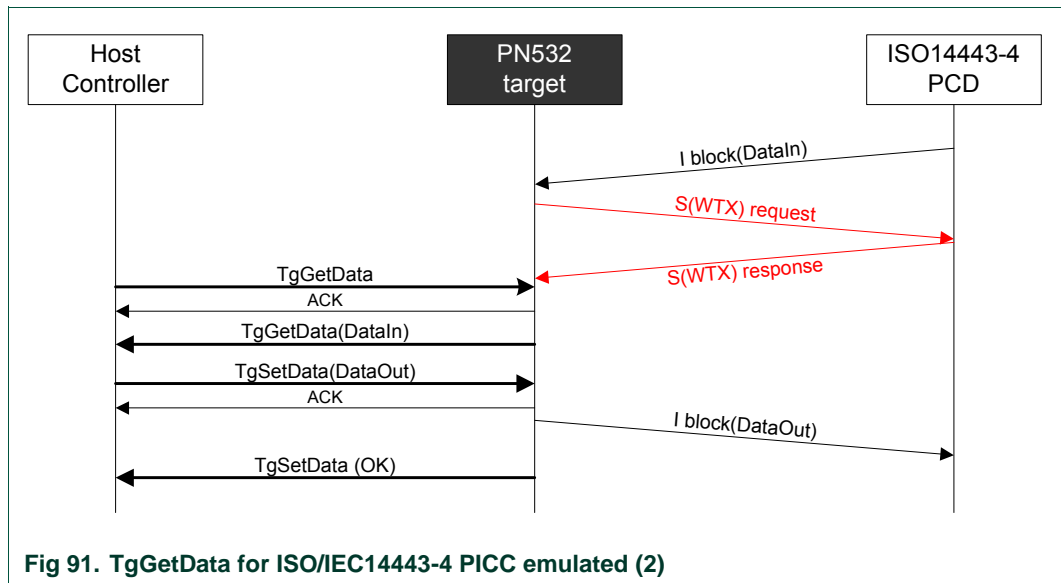 Host
Controller
PN532
target
ISO14443-4
PCD
I block(DataIn)
S(WTX) request
S(WTX) response
TgGetData
ACK
TgGetData(DataIn)
TgSetData(DataOut)
ACK
I block(DataOut)
TgSetData (OK)
Fig 91. TgGetData for ISO/IEC14443-4 PICC emulated (2)